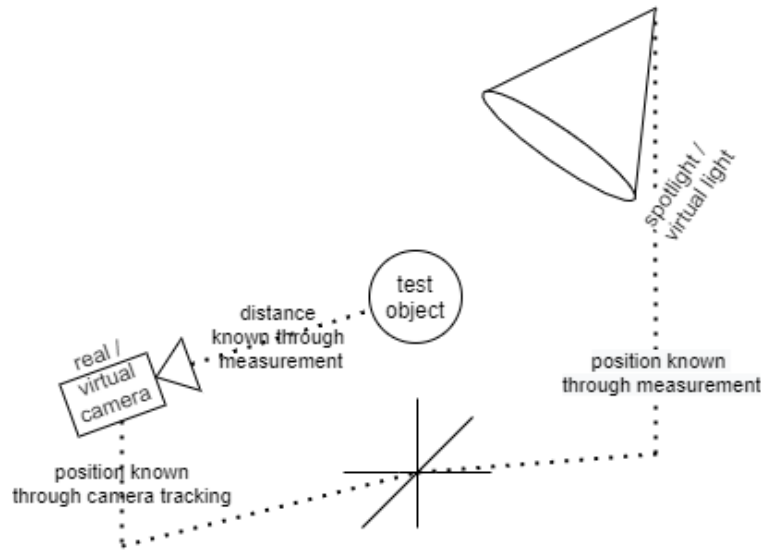 spotlight /
virtual light
test
object
distance
known through
measurement
real /
virtual
camera
position known
through measurement
position known
through camera tracking